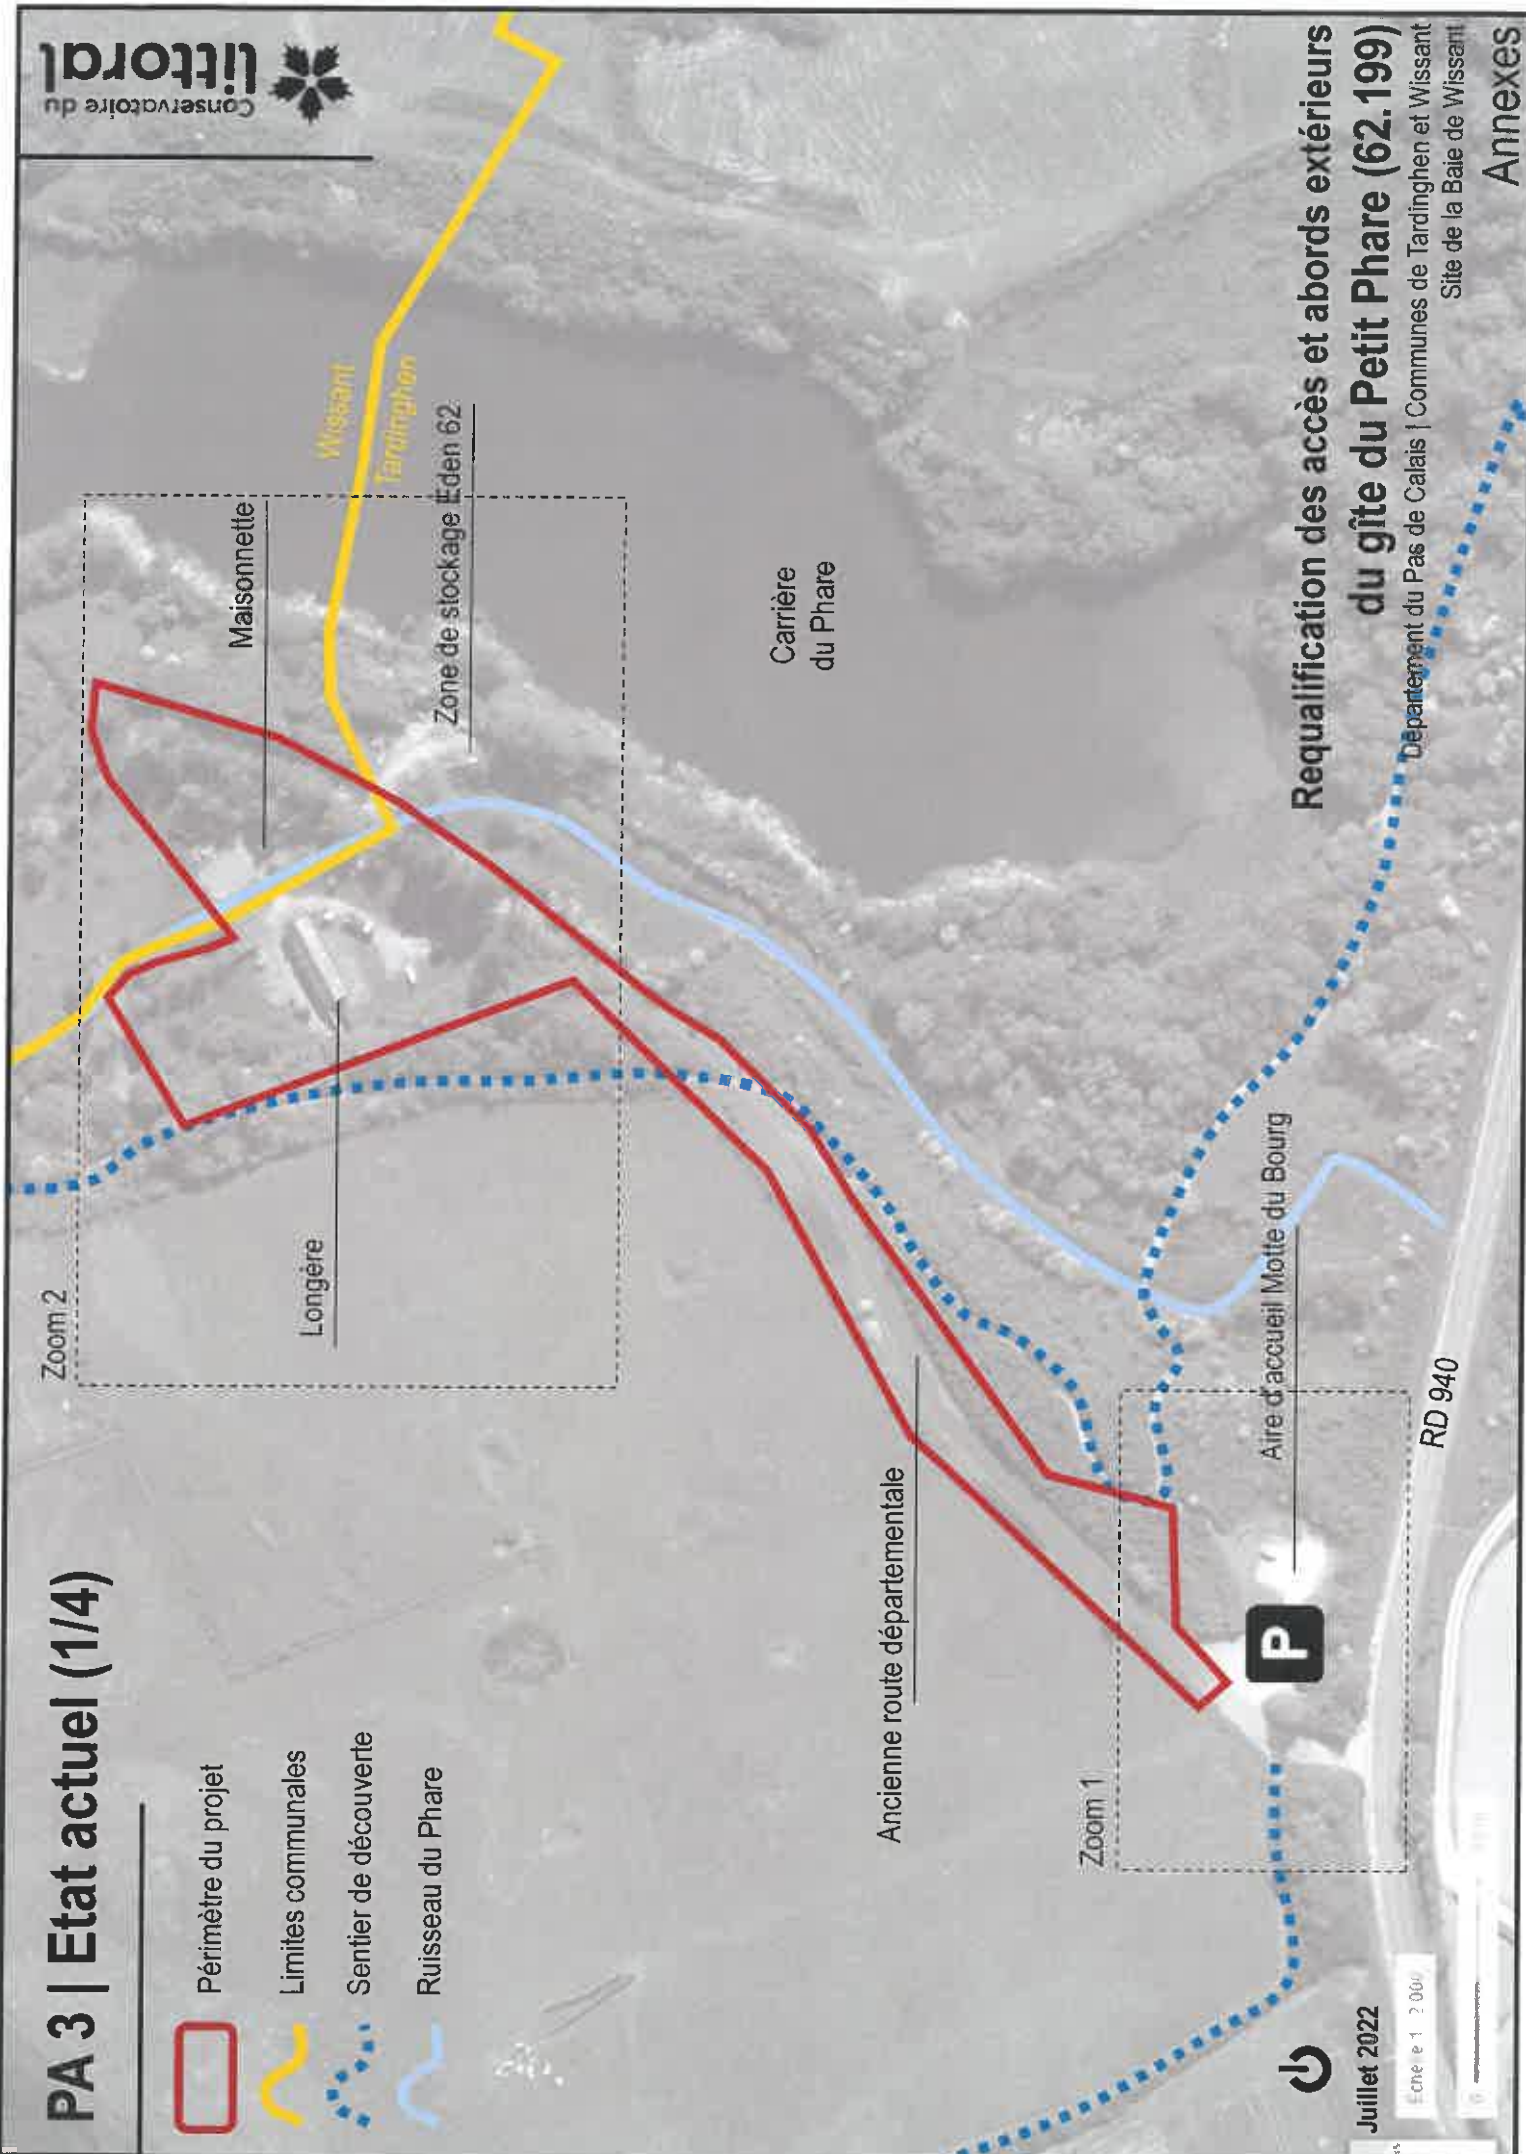 PA 3 | Etat actuel (1/4)
Conservatoire du
littoral
Périmètre du projet
Limites communales
Sentier de découverte
Ruisseau du Phare
Zoom 2
Longère
Maisonnette
Wissant
Tardinghen
Zone de stockage Eden 62
Carrière
du Phare
Ancienne route départementale
Zoom 1
P
Aire d'accueil Motte du Bourg
RD 940
Requalification des accès et abords extérieurs
du gîte du Petit Phare (62.199)
Département du Pas de Calais | Communes de Tardinghen et Wissant
Site de la Baie de Wissant
Annexes
Juillet 2022